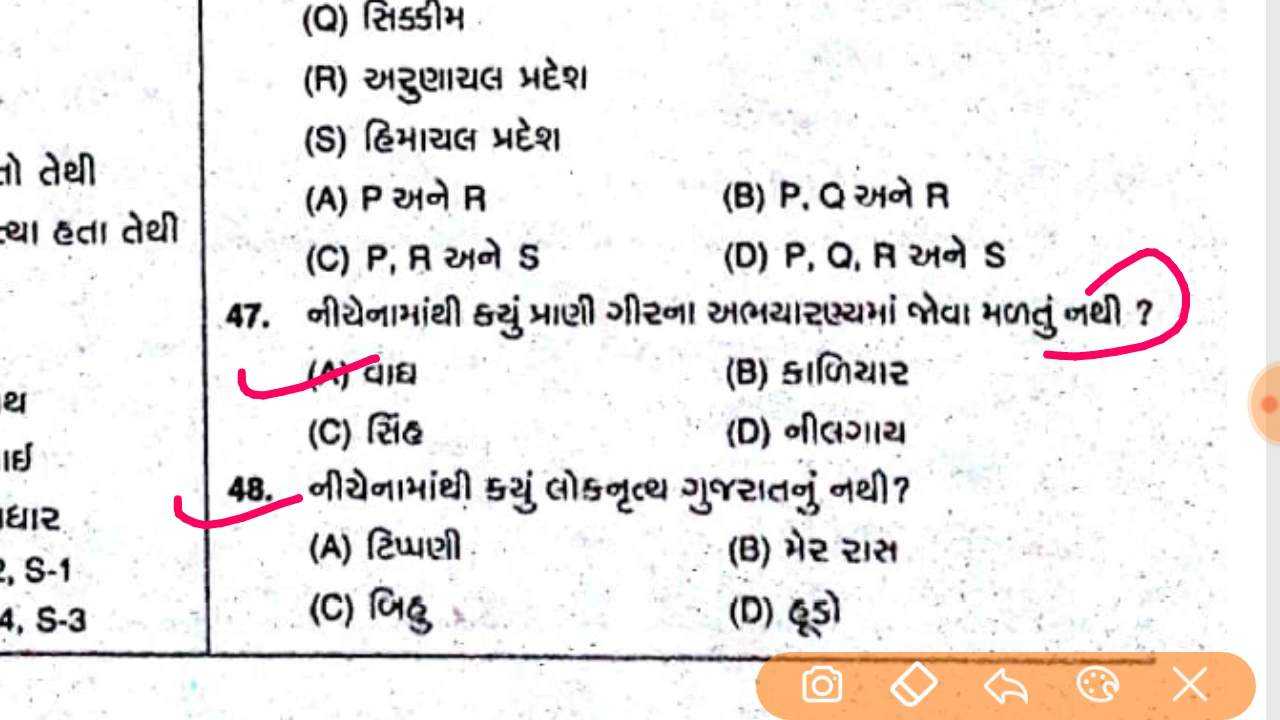 (Q) સિક્કીમ
(R) અરુણાચલ પ્રદેશ
(S) હિમાચલ પ્રદેશ
(A) P અને R (B) P, Q અને R
(C) P, R અને S (D) P, Q, R અને S
47. નીચેનામાંથી કયું પ્રાણી ગીરના અભયારણ્યમાં જોવા મળતું નથી ?
(A) વાઘ (B) કાળિયાર
(C) સિંહ (D) નીલગાય
48. નીચેનામાંથી કયું લોકનૃત્ય ગુજરાતનું નથી?
(A) ટિપ્પણી (B) મેર રાસ
(C) બિહુ (D) હૂડો
તેથી
હતા તેથી
S-1
4, S-3